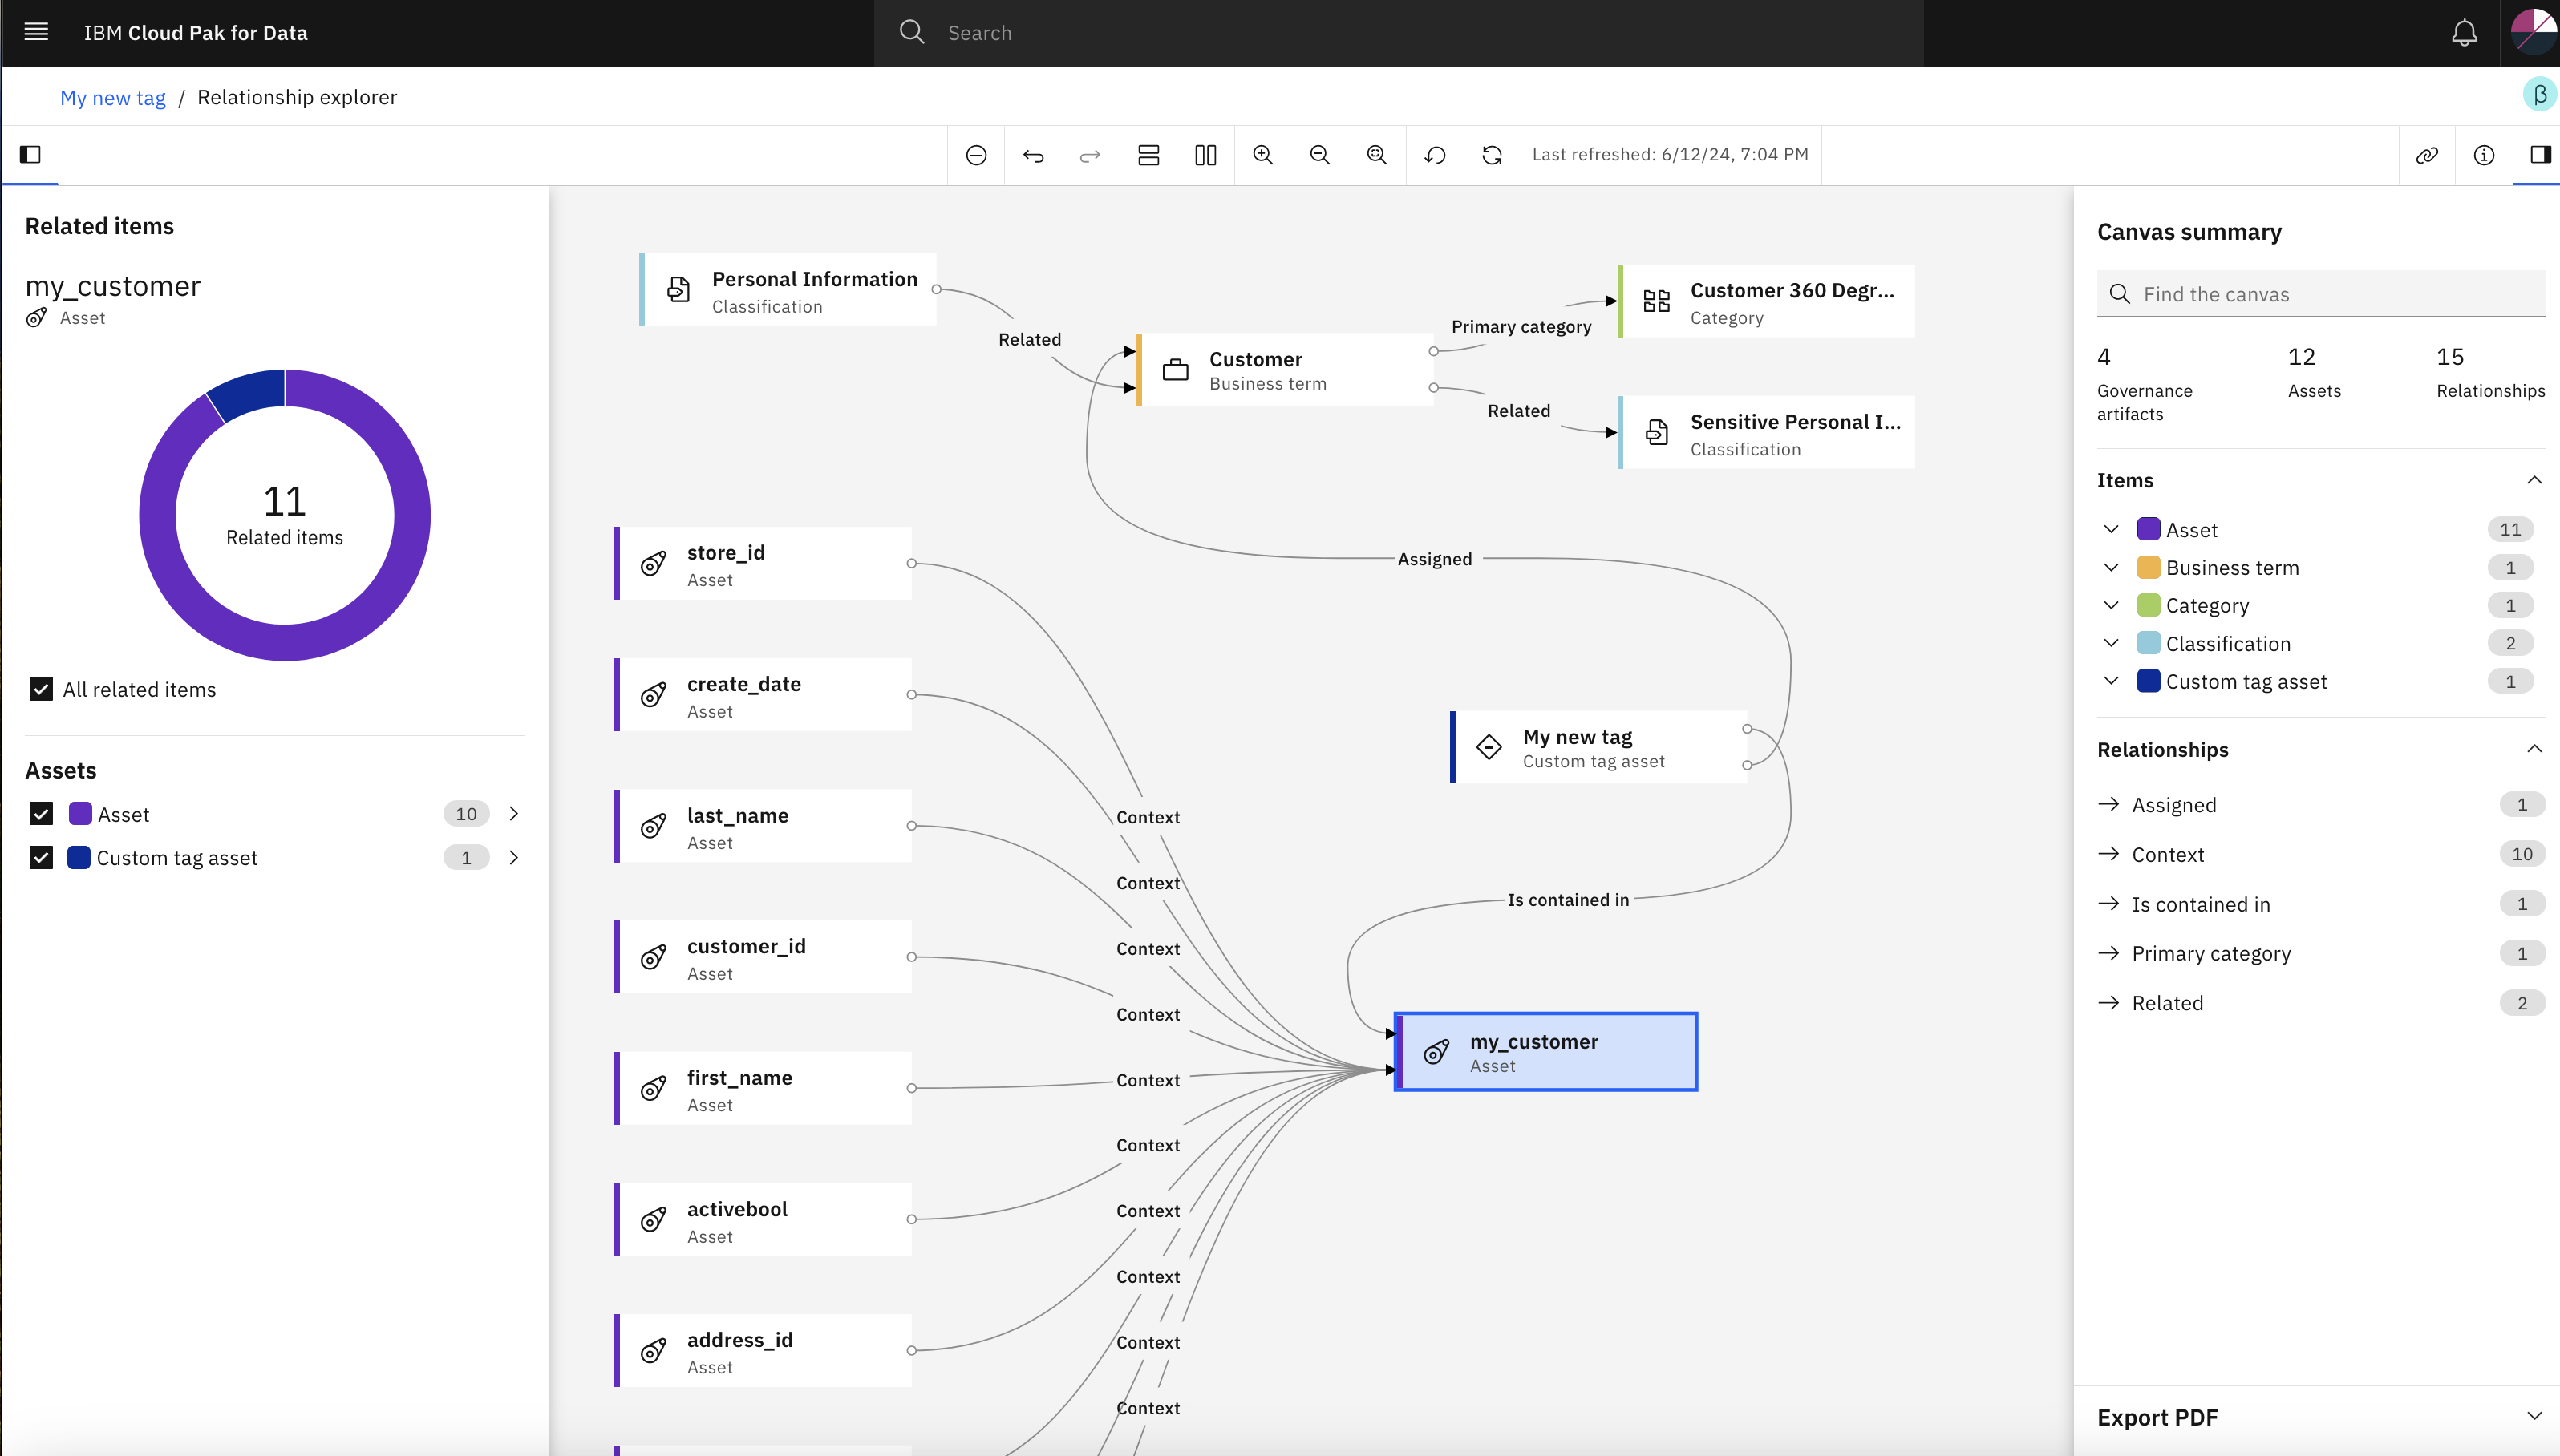 IBM Cloud Pak for Data
Search
My new tag / Relationship explorer
β
Last refreshed: 6/12/24, 7:04 PM
Related items
my_customer
Asset
11
Related items
All related items
Assets
Asset 10
Custom tag asset 1
Personal Information
Classification
Related
Customer
Business term
Primary category
Customer 360 Degr...
Category
Related
Sensitive Personal I...
Classification
Assigned
store_id
Asset
create_date
Asset
My new tag
Custom tag asset
last_name
Asset
Context
Context
Is contained in
customer_id
Asset
Context
Context
my_customer
Asset
first_name
Asset
Context
Context
activebool
Asset
Context
Context
address_id
Asset
Context
Context
Canvas summary
Find the canvas
4
Governance
artifacts
12
Assets
15
Relationships
Items
Asset 11
Business term 1
Category 1
Classification 2
Custom tag asset 1
Relationships
Assigned 1
Context 10
Is contained in 1
Primary category 1
Related 2
Export PDF